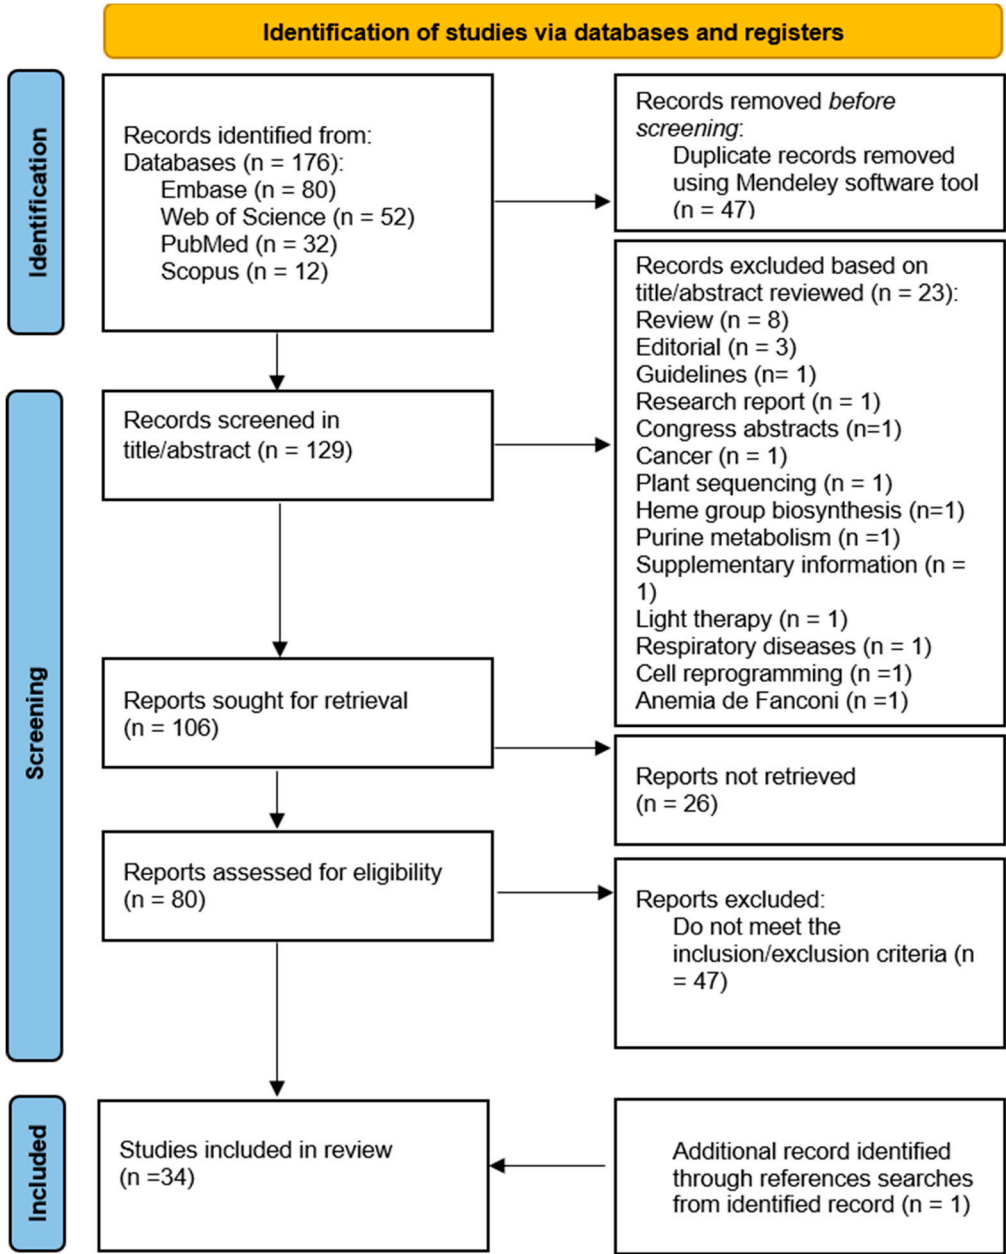 Identification of studies via databases and registers
Identification
Records identified from:
Databases (n = 176):
Embase (n = 80)
Web of Science (n = 52)
PubMed (n = 32)
Scopus (n = 12)
Records removed before
screening:
Duplicate records removed
using Mendeley software tool
(n = 47)
Screening
Records screened in
title/abstract (n = 129)
Records excluded based on
title/abstract reviewed (n = 23):
Review (n = 8)
Editorial (n = 3)
Guidelines (n= 1)
Research report (n = 1)
Congress abstracts (n=1)
Cancer (n = 1)
Plant sequencing (n = 1)
Heme group biosynthesis (n=1)
Purine metabolism (n =1)
Supplementary information (n =
1)
Light therapy (n = 1)
Respiratory diseases (n = 1)
Cell reprogramming (n =1)
Anemia de Fanconi (n =1)
Reports sought for retrieval
(n = 106)
Reports not retrieved
(n = 26)
Reports assessed for eligibility
(n = 80)
Reports excluded:
Do not meet the
inclusion/exclusion criteria (n
= 47)
Included
Studies included in review
(n =34)
Additional record identified
through references searches
from identified record (n = 1)